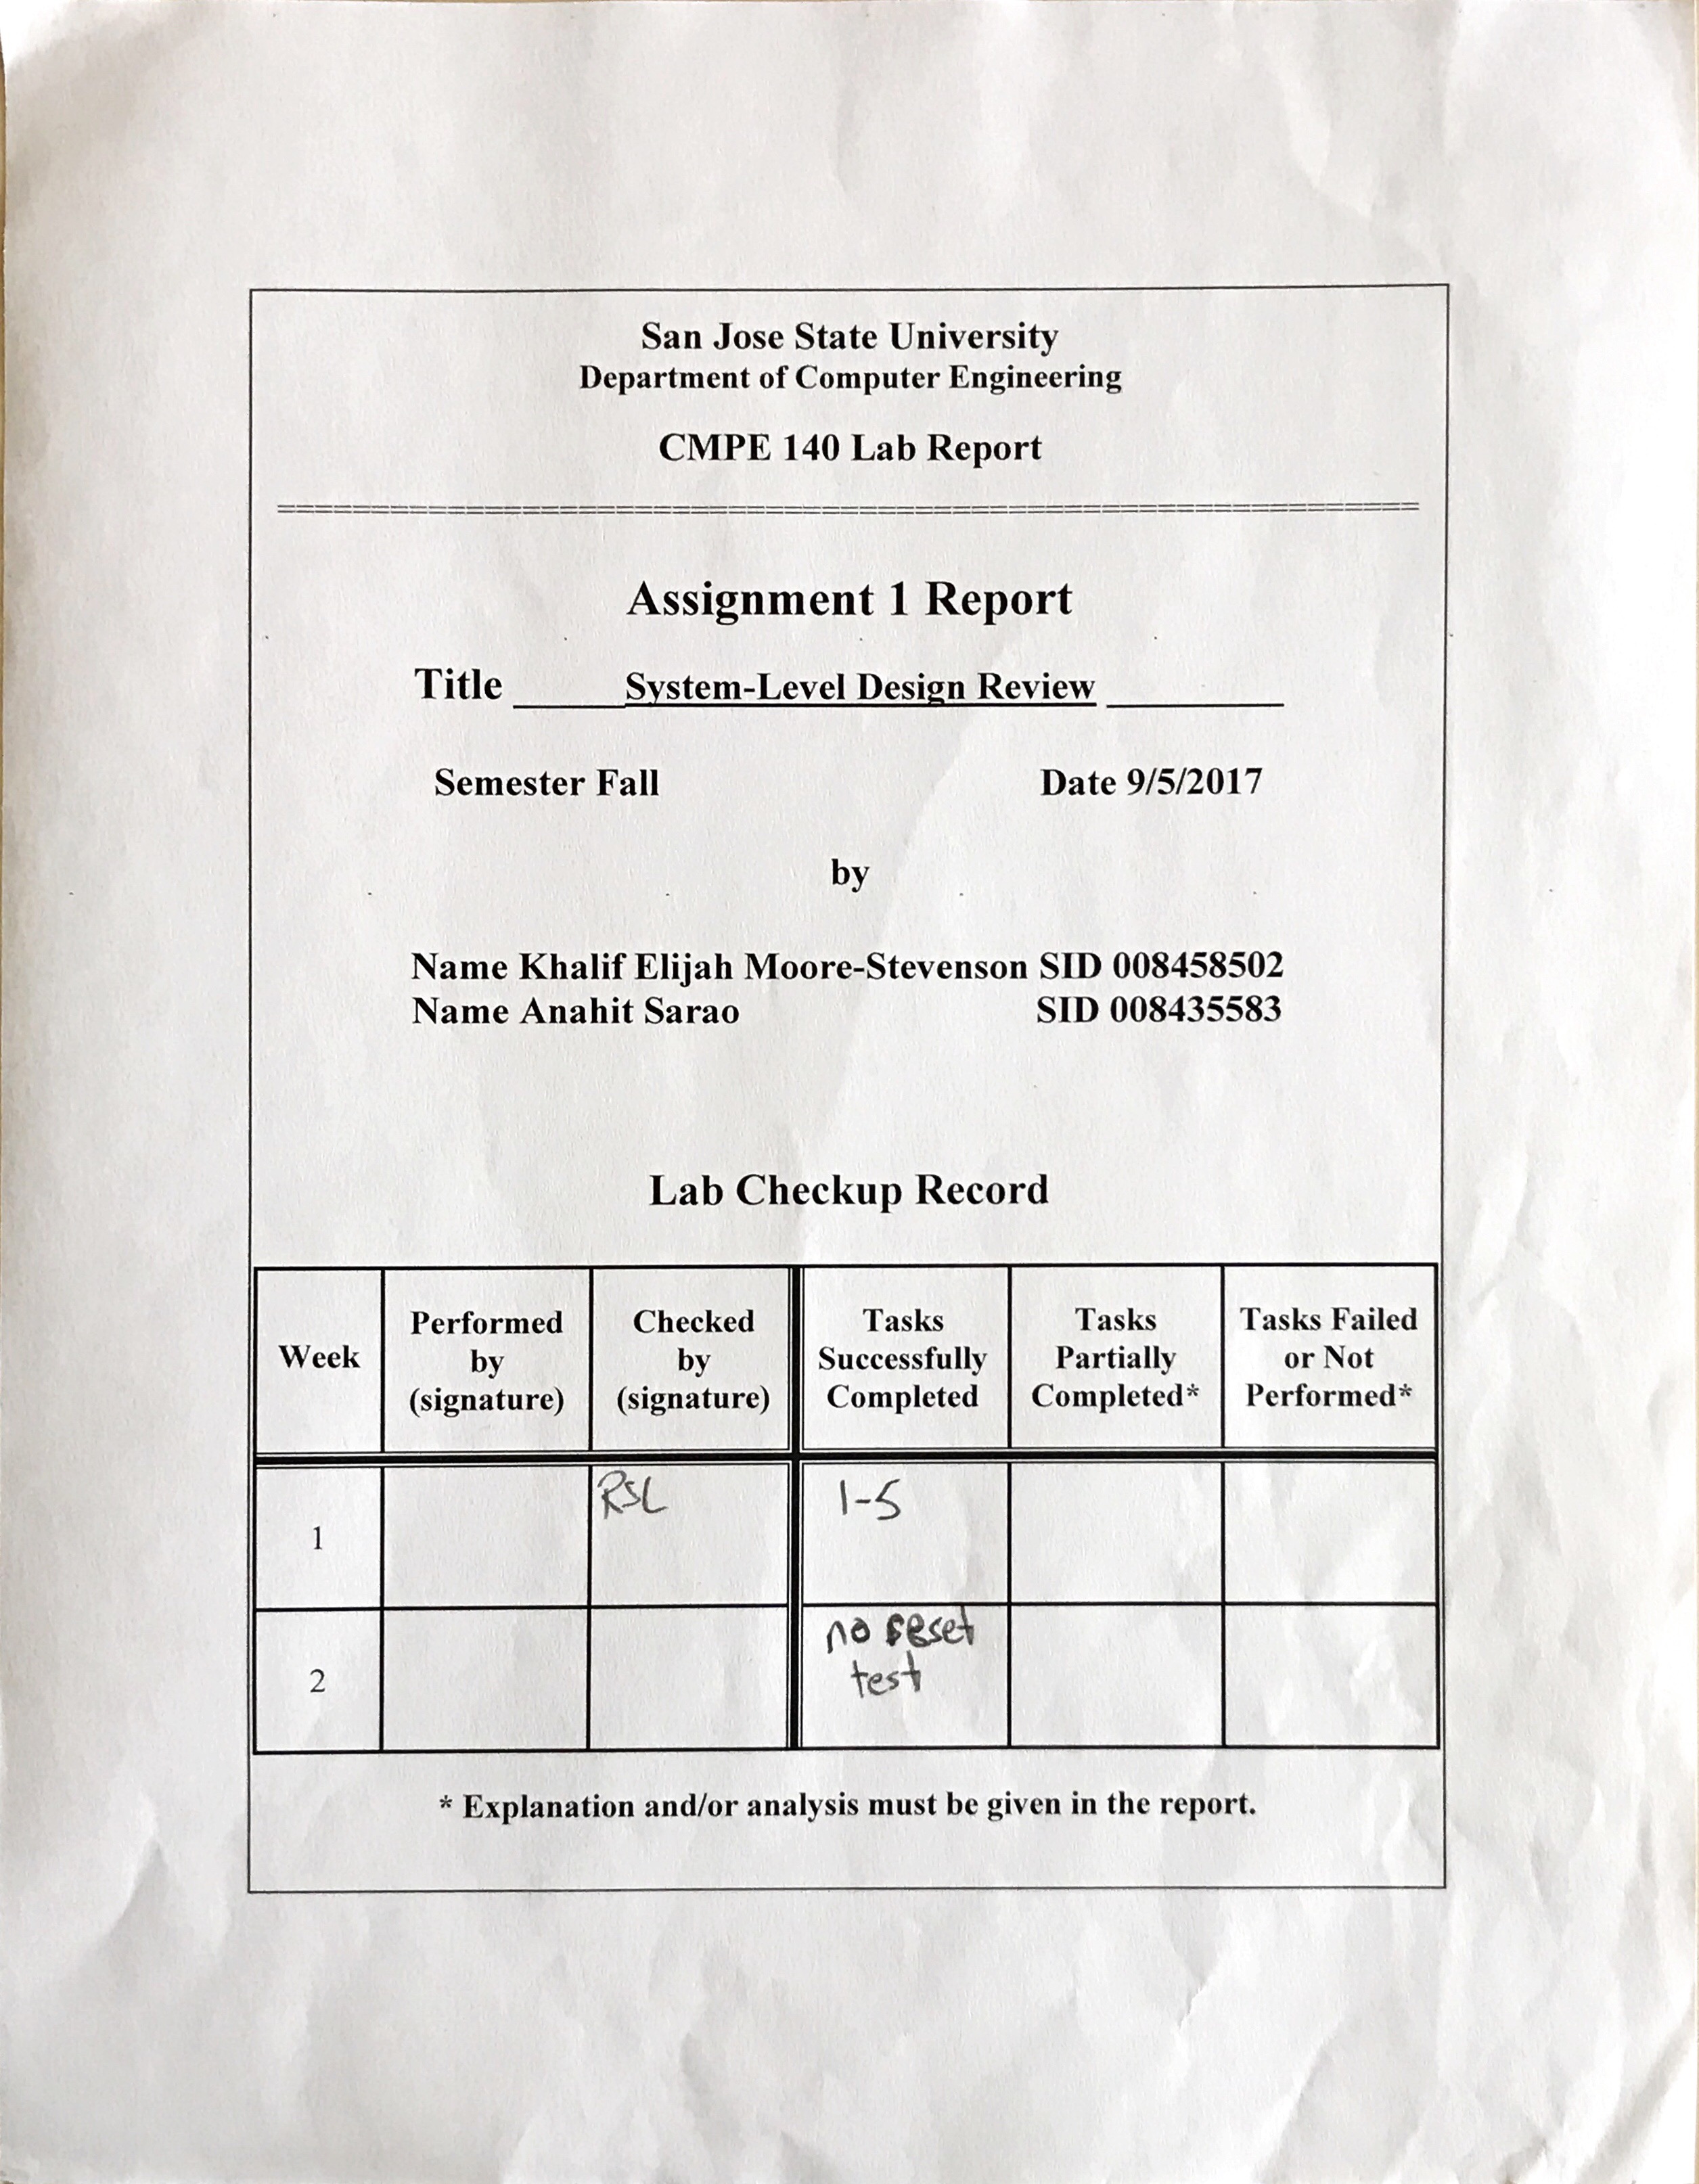 San Jose State University
Department of Computer Engineering
CMPE 140 Lab Report
Assignment 1 Report
Title System-Level Design Review
Semester Fall Date 9/5/2017
by
Name Khalif Elijah Moore-Stevenson SID 008458502
Name Anahit Sarao SID 008435583
Lab Checkup Record
Week
Performed
by
(signature)
Checked
by
(signature)
Tasks
Successfully
Completed
Tasks
Partially
Completed*
Tasks Failed
or Not
Performed*
1
RSL
1-5
2
no reset
test
* Explanation and/or analysis must be given in the report.